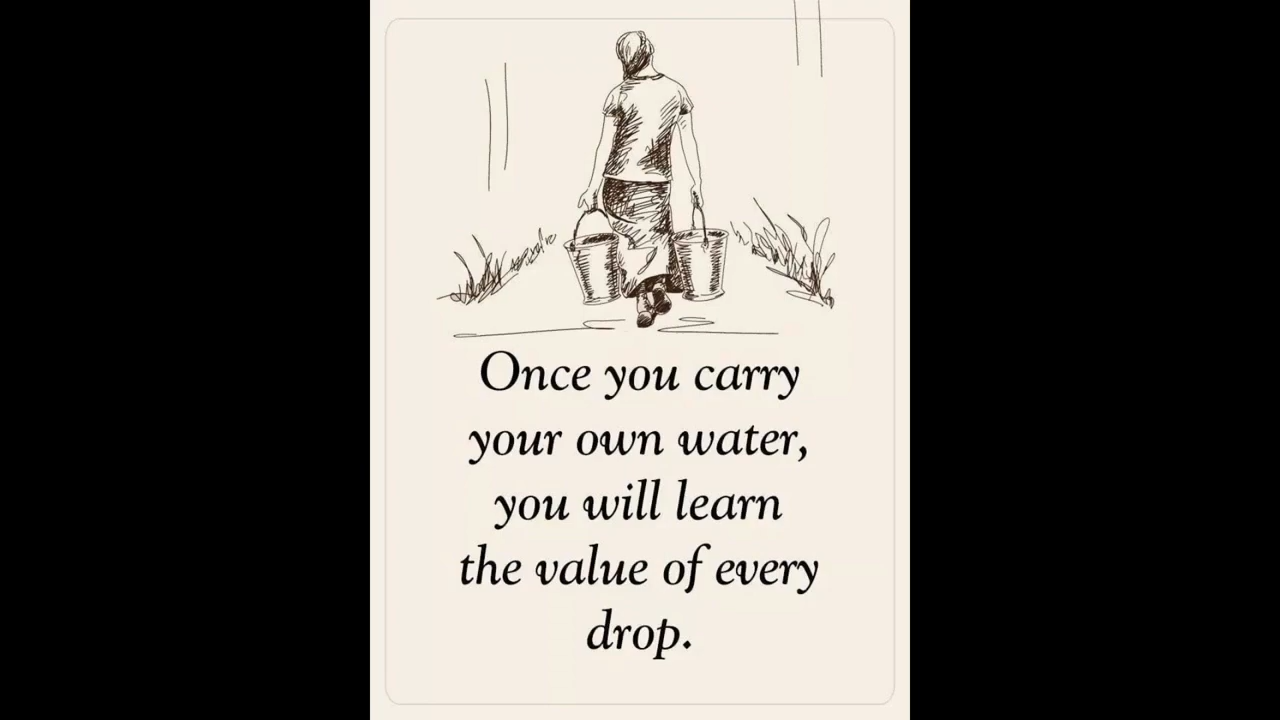 Once you carry
your own water,
you will learn
the value of every
drop.